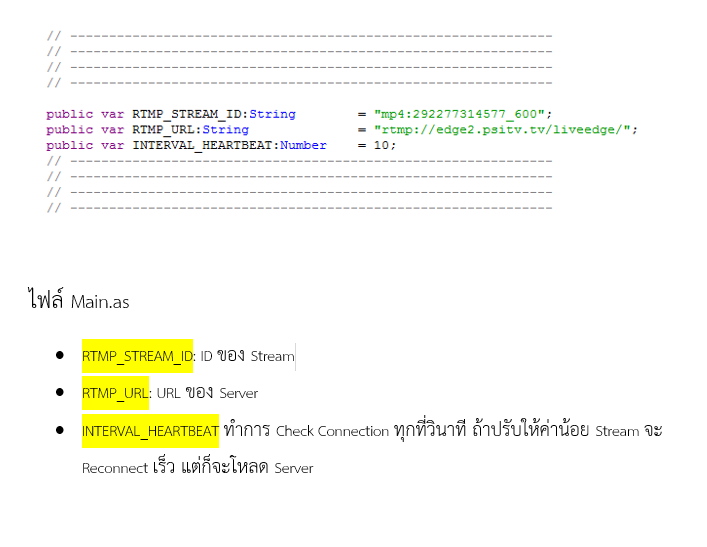 // --------------------------------------------------------------
// --------------------------------------------------------------
// --------------------------------------------------------------
// --------------------------------------------------------------
public var RTMP_STREAM_ID:String = "mp4:292277314577_600";
public var RTMP_URL:String = "rtmp://edge2.psitv.tv/liveedge/";
public var INTERVAL_HEARTBEAT:Number = 10;
// --------------------------------------------------------------
// --------------------------------------------------------------
// --------------------------------------------------------------
// --------------------------------------------------------------
ไฟล์ Main.as
• RTMP_STREAM_ID: ID ของ Stream
• RTMP_URL: URL ของ Server
• INTERVAL_HEARTBEAT ทำการ Check Connection ทุกที่วินาที ถ้าปรับให้ค่าน้อย Stream จะ
Reconnect เร็ว แต่ก็จะโหลด Server